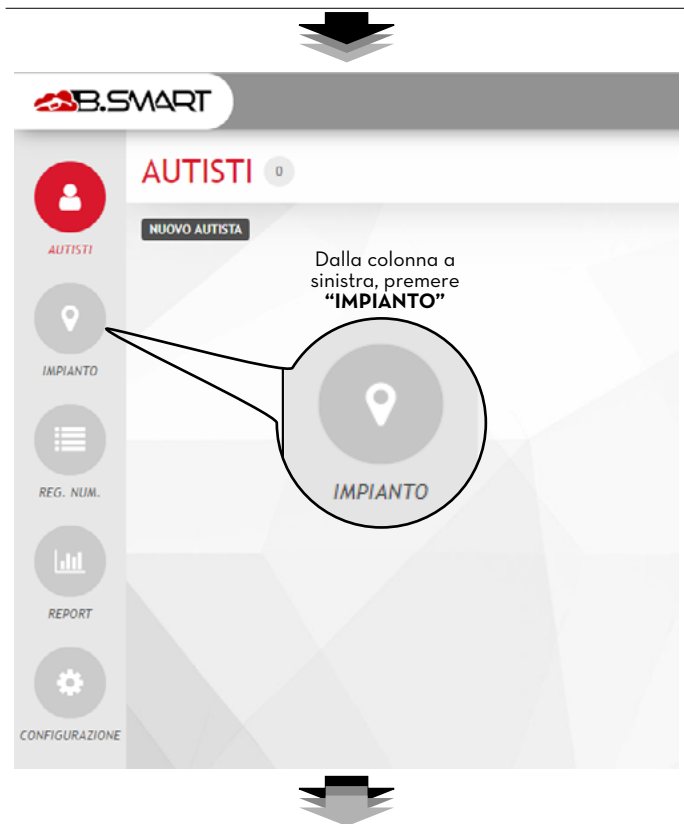 B.SMART
AUTISTI 0
NUOVO AUTISTA
AUTISTI
Dalla colonna a
sinistra, premere
“IMPIANTO”
IMPIANTO
IMPIANTO
REG. NUM.
REPORT
CONFIGURAZIONE